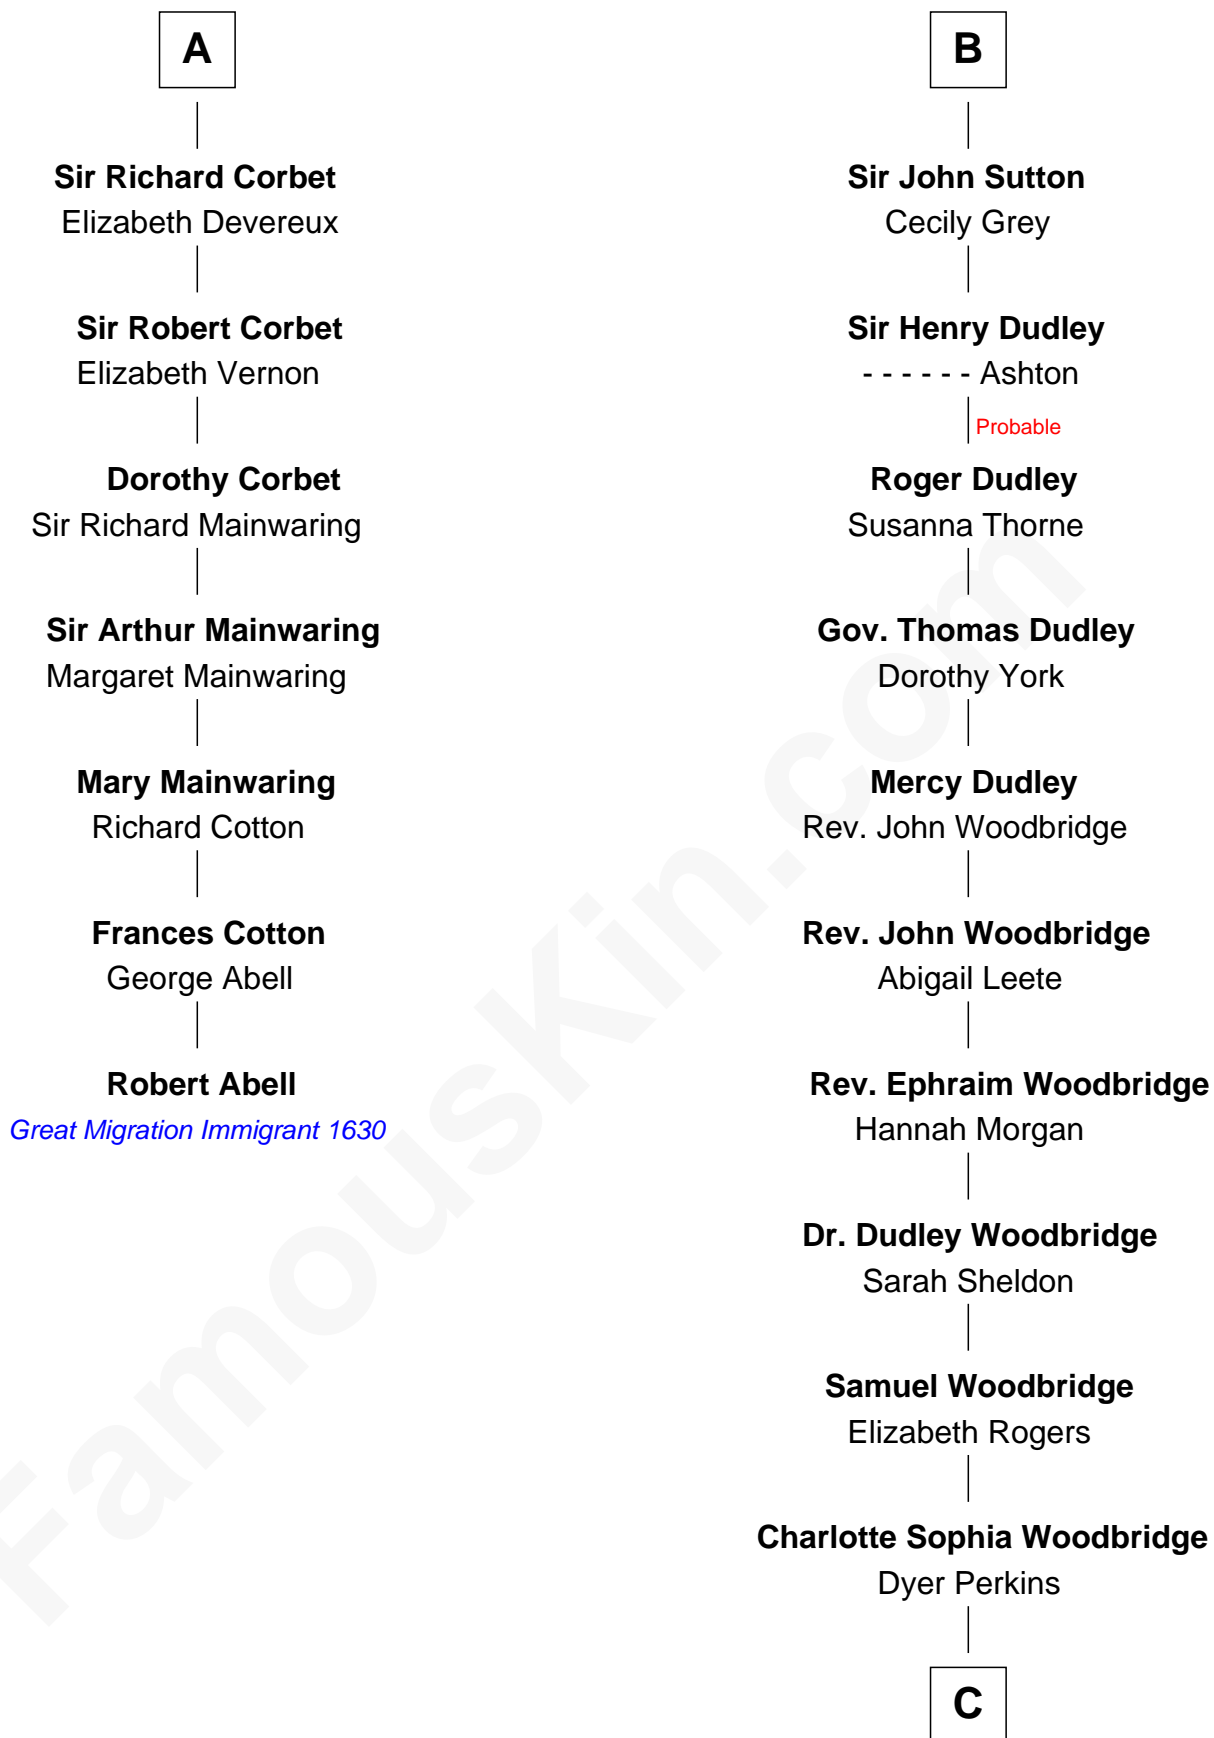 A
Sir Richard Corbet
Elizabeth Devereux
Sir Robert Corbet
Elizabeth Vernon
Dorothy Corbet
Sir Richard Mainwaring
Sir Arthur Mainwaring
Margaret Mainwaring
Mary Mainwaring
Richard Cotton
Frances Cotton
George Abell
Robert Abell
Great Migration Immigrant 1630
B
Sir John Sutton
Cecily Grey
Sir Henry Dudley
- - - - - - Ashton
Probable
Roger Dudley
Susanna Thorne
Gov. Thomas Dudley
Dorothy York
Mercy Dudley
Rev. John Woodbridge
Rev. John Woodbridge
Abigail Leete
Rev. Ephraim Woodbridge
Hannah Morgan
Dr. Dudley Woodbridge
Sarah Sheldon
Samuel Woodbridge
Elizabeth Rogers
Charlotte Sophia Woodbridge
Dyer Perkins
C
FamousKin.com